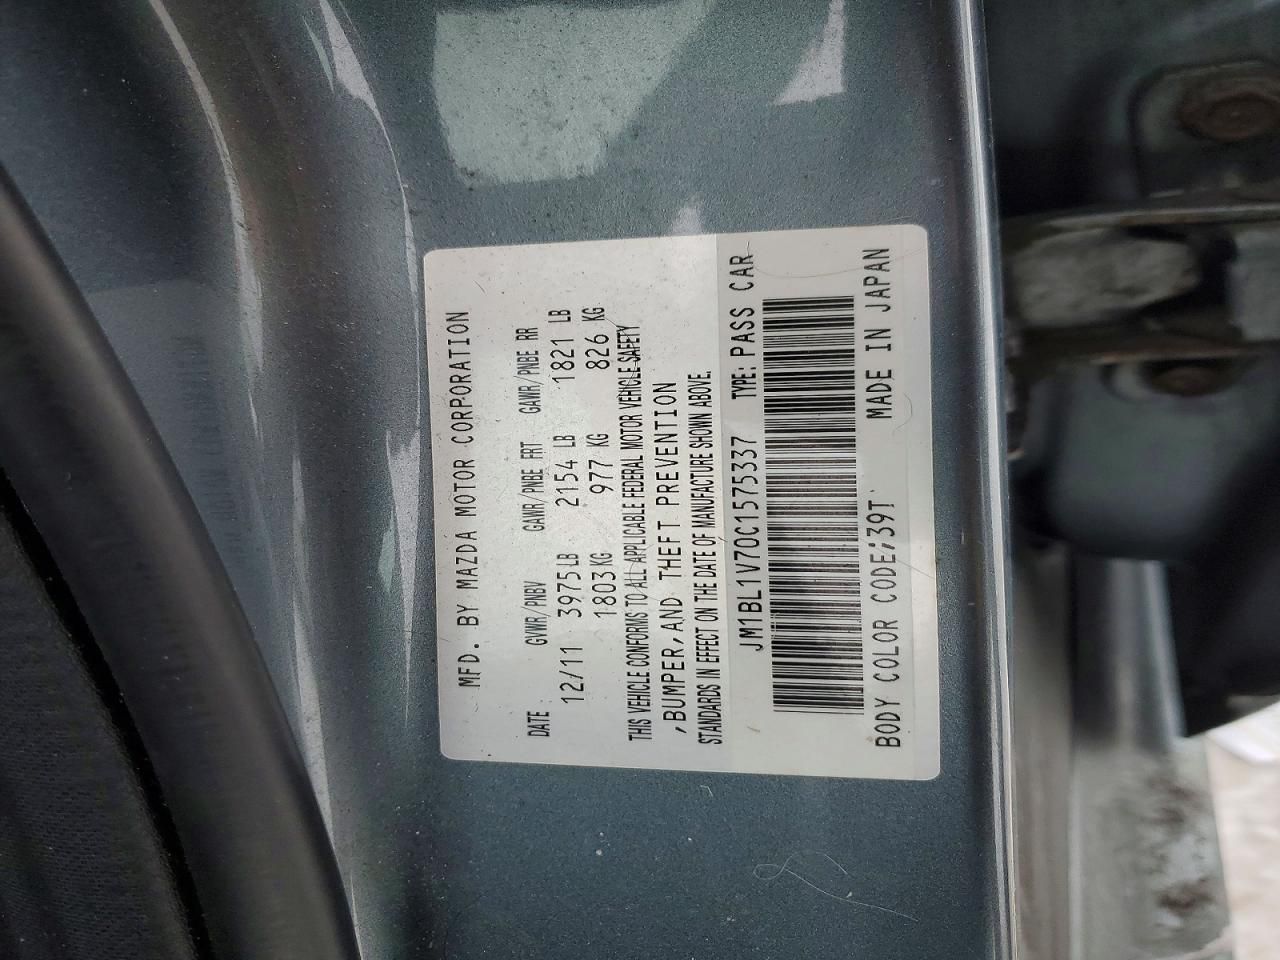 MFD. BY MAZDA MOTOR CORPORATION
DATE GVWR/PNBV GAWR/PNBE FRT GAWR/PNBE RR
12/11 3975LB 2154 LB 1821 LB
1803KG 977 KG 826 KG
THIS VEHICLE CONFORMS TO ALL APPLICABLE FEDERAL MOTOR VEHICLE SAFETY
,BUMPER,AND THEFT PREVENTION
STANDARDS IN EFFECT ON THE DATE OF MANUFACTURE SHOWN ABOVE.
JM1BL1V70C1575337 TYPE: PASS CAR
BODY COLOR CODE;39T MADE IN JAPAN